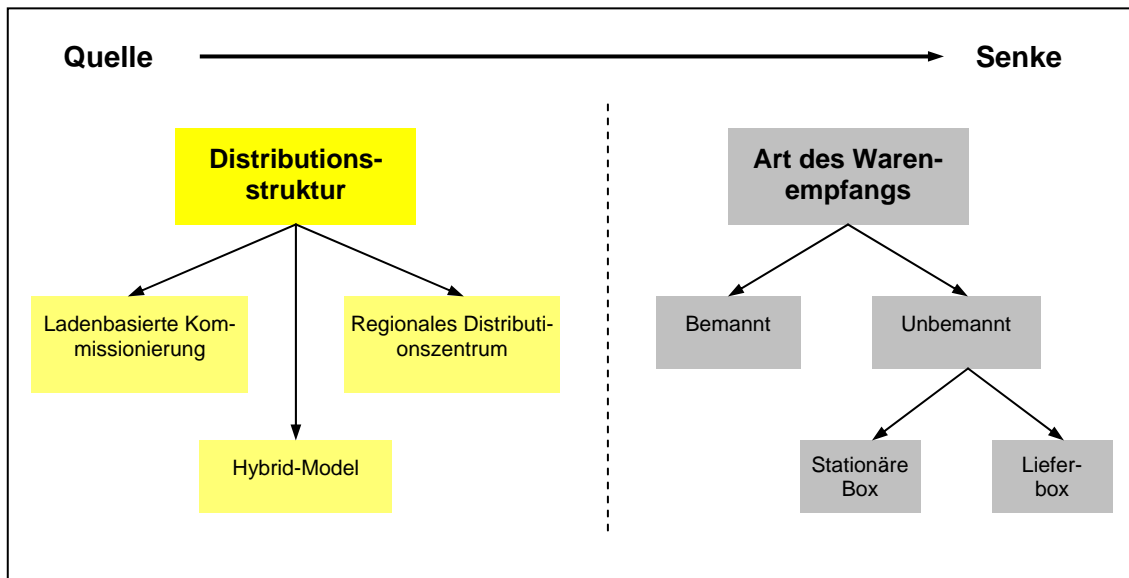 Quelle
Senke
Distributions-
struktur
Art des Waren-
empfangs
Ladenbasierte Kom-
missionierung
Regionales Distributi-
onszentrum
Bemannt
Unbemannt
Hybrid-Model
Stationäre
Box
Liefer-
box